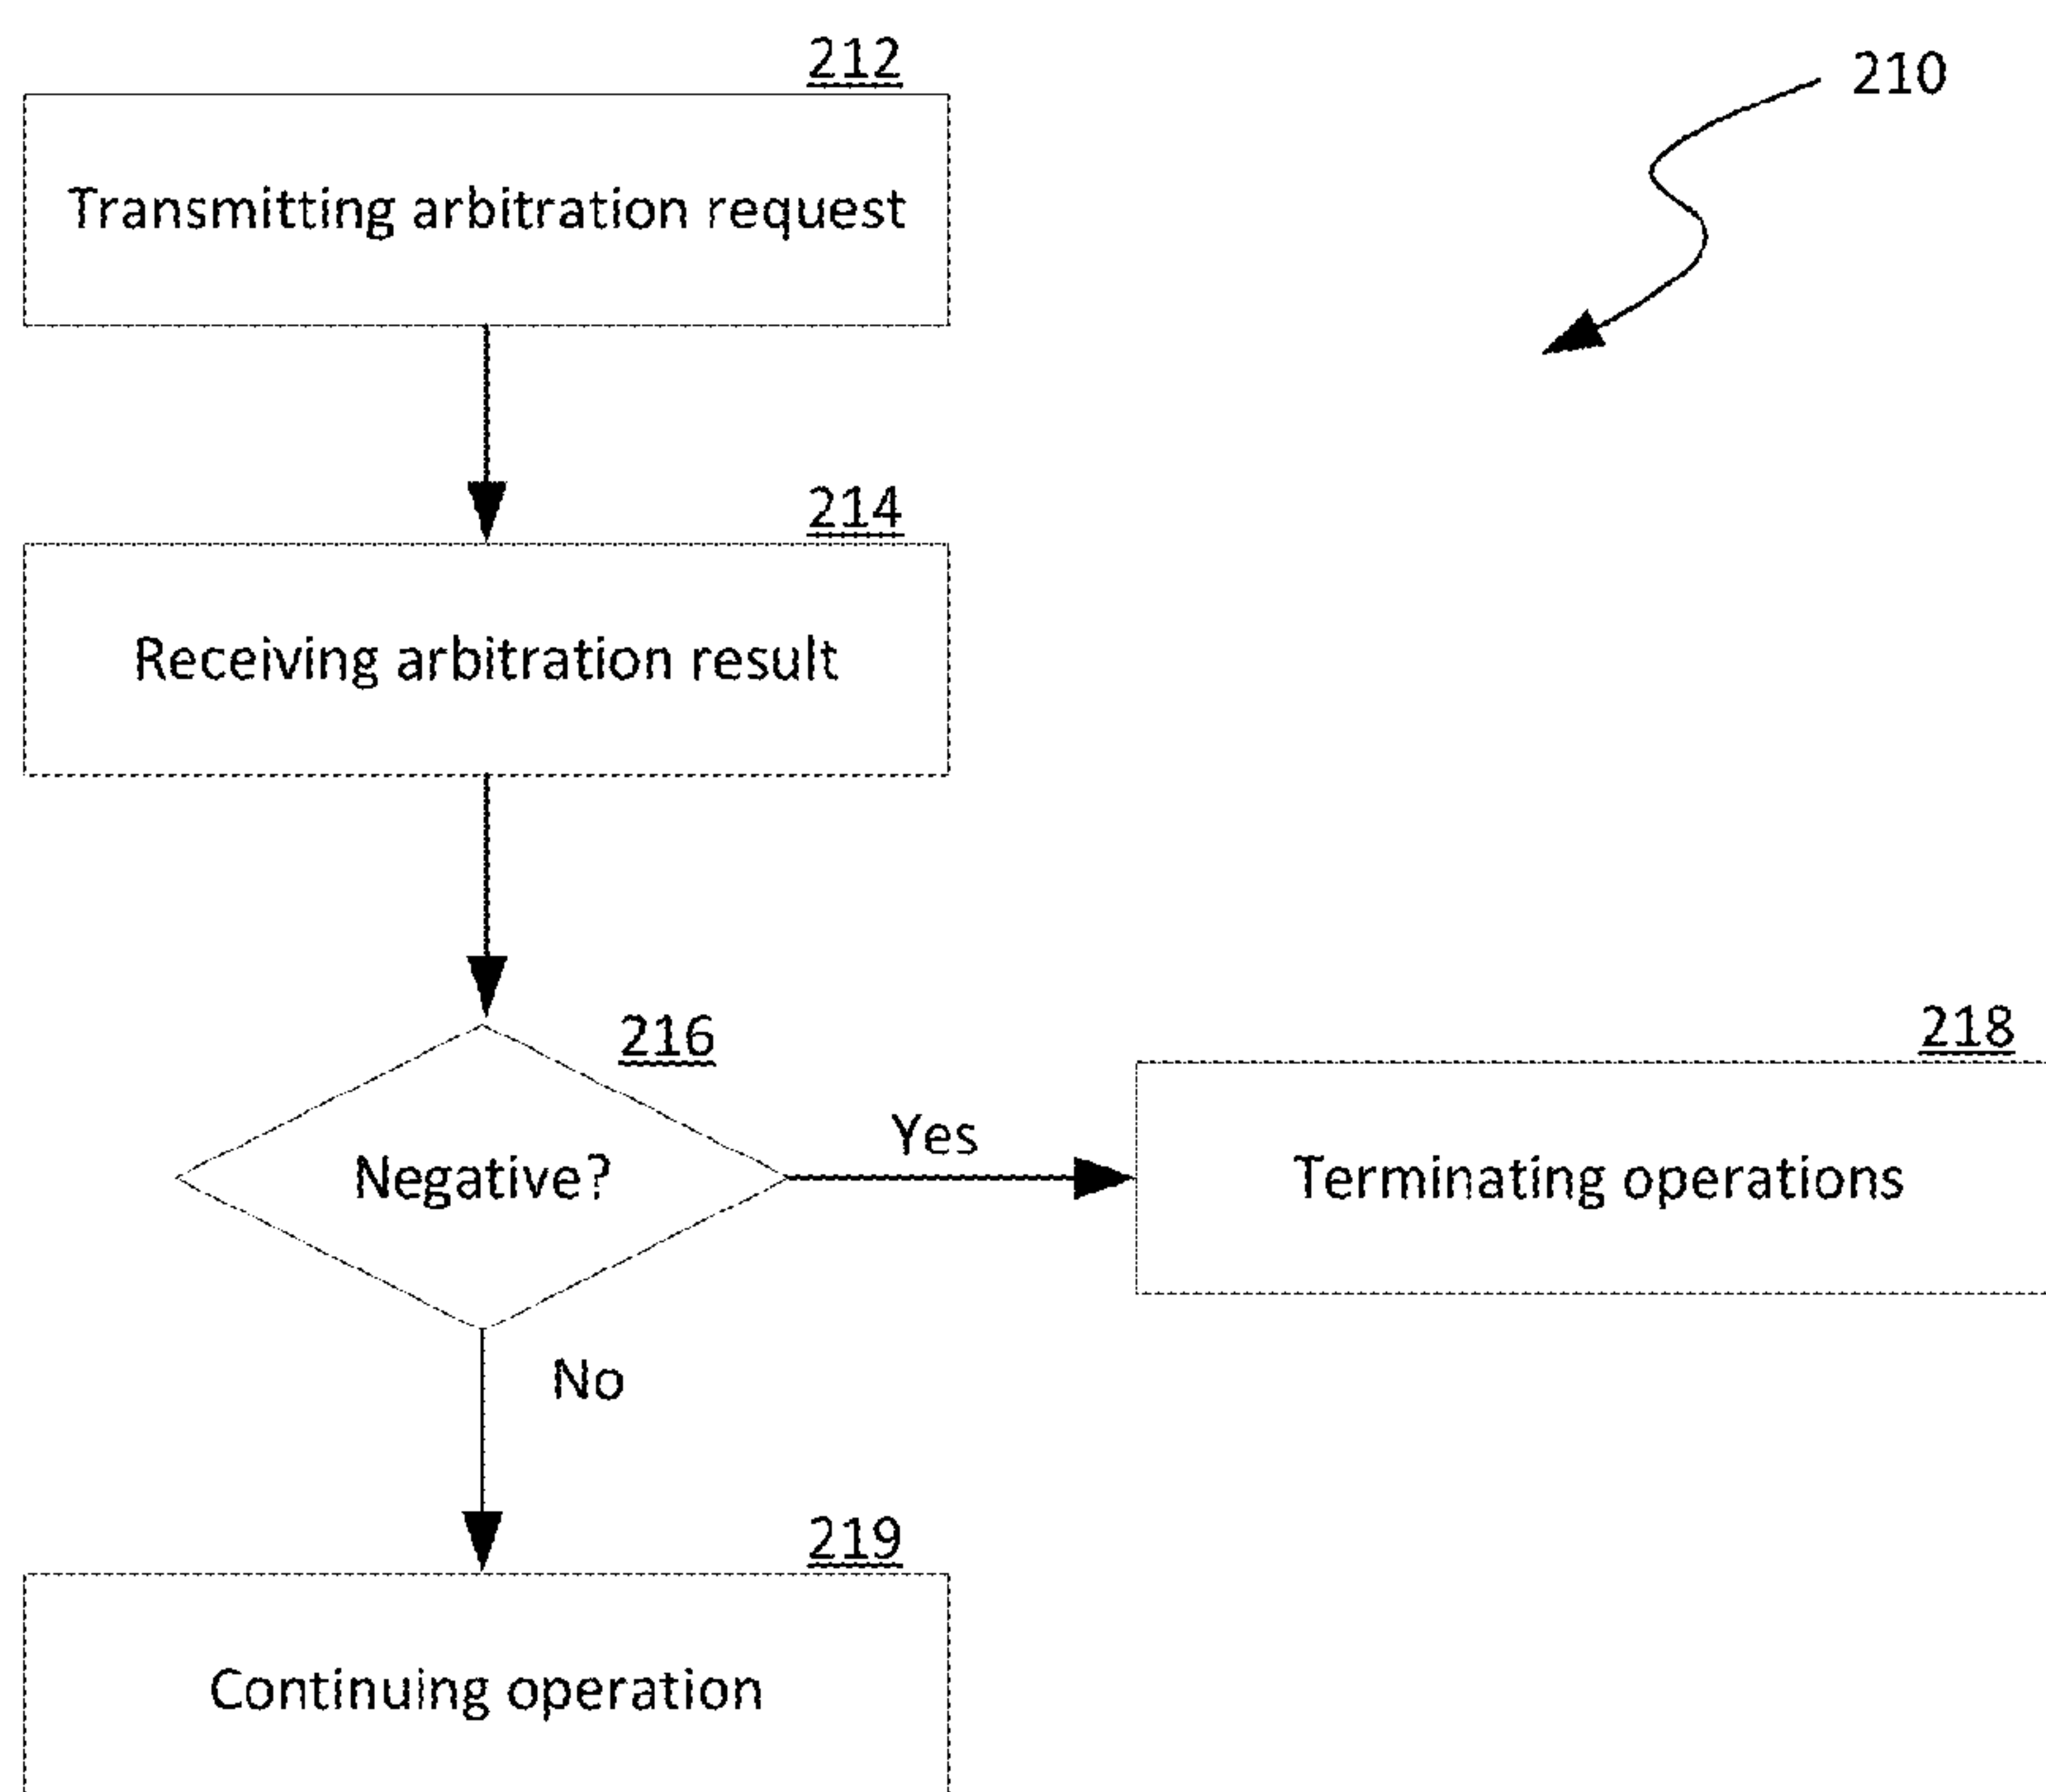 212
210
Transmitting arbitration request
214
Receiving arbitration result
216
Negative?
Yes
218
Terminating operations
No
219
Continuing operation